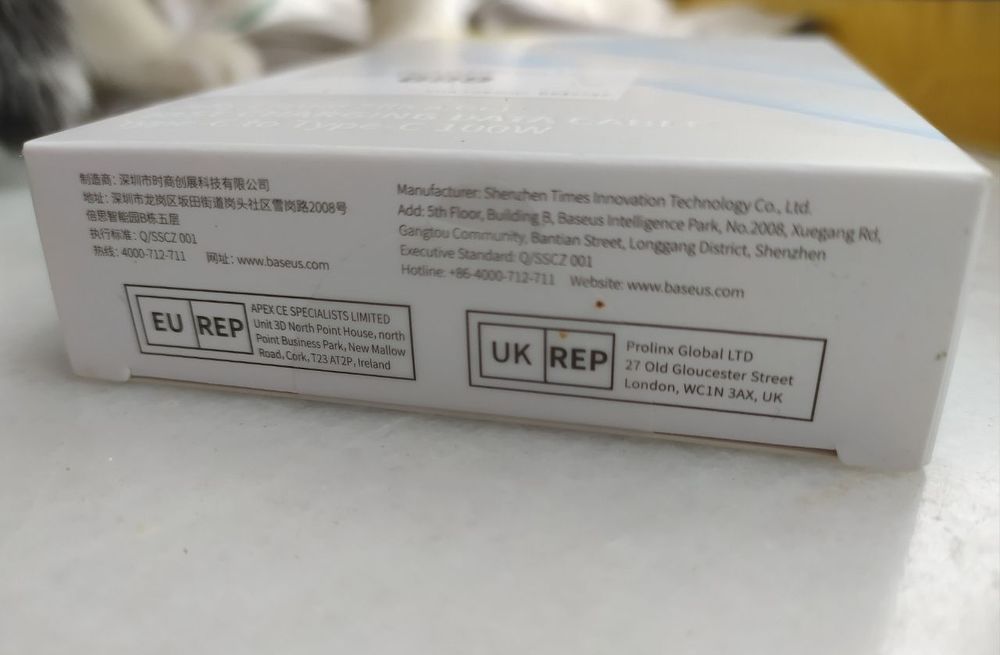 CHARGING DATA CABLE
Type-C to Type-C 100W
制造商: 深圳市时商创展科技有限公司
地址: 深圳市龙岗区坂田街道岗头社区雪岗路2008号
倍思智能园B栋五层
执行标准: Q/SSCZ 001
热线: 4000-712-711 网址: www.baseus.com
Manufacturer: Shenzhen Times Innovation Technology Co., Ltd.
Add: 5th Floor, Building B, Baseus Intelligence Park, No.2008, Xuegang Rd,
Gangtou Community, Bantian Street, Longgang District, Shenzhen
Executive Standard: Q/SSCZ 001
Hotline: +86-4000-712-711 Website: www.baseus.com
EU REP
APEX CE SPECIALISTS LIMITED
Unit 3D North Point House, north
Point Business Park, New Mallow
Road, Cork, T23 AT2P, Ireland
UK REP
Prolinx Global LTD
27 Old Gloucester Street
London, WC1N 3AX, UK